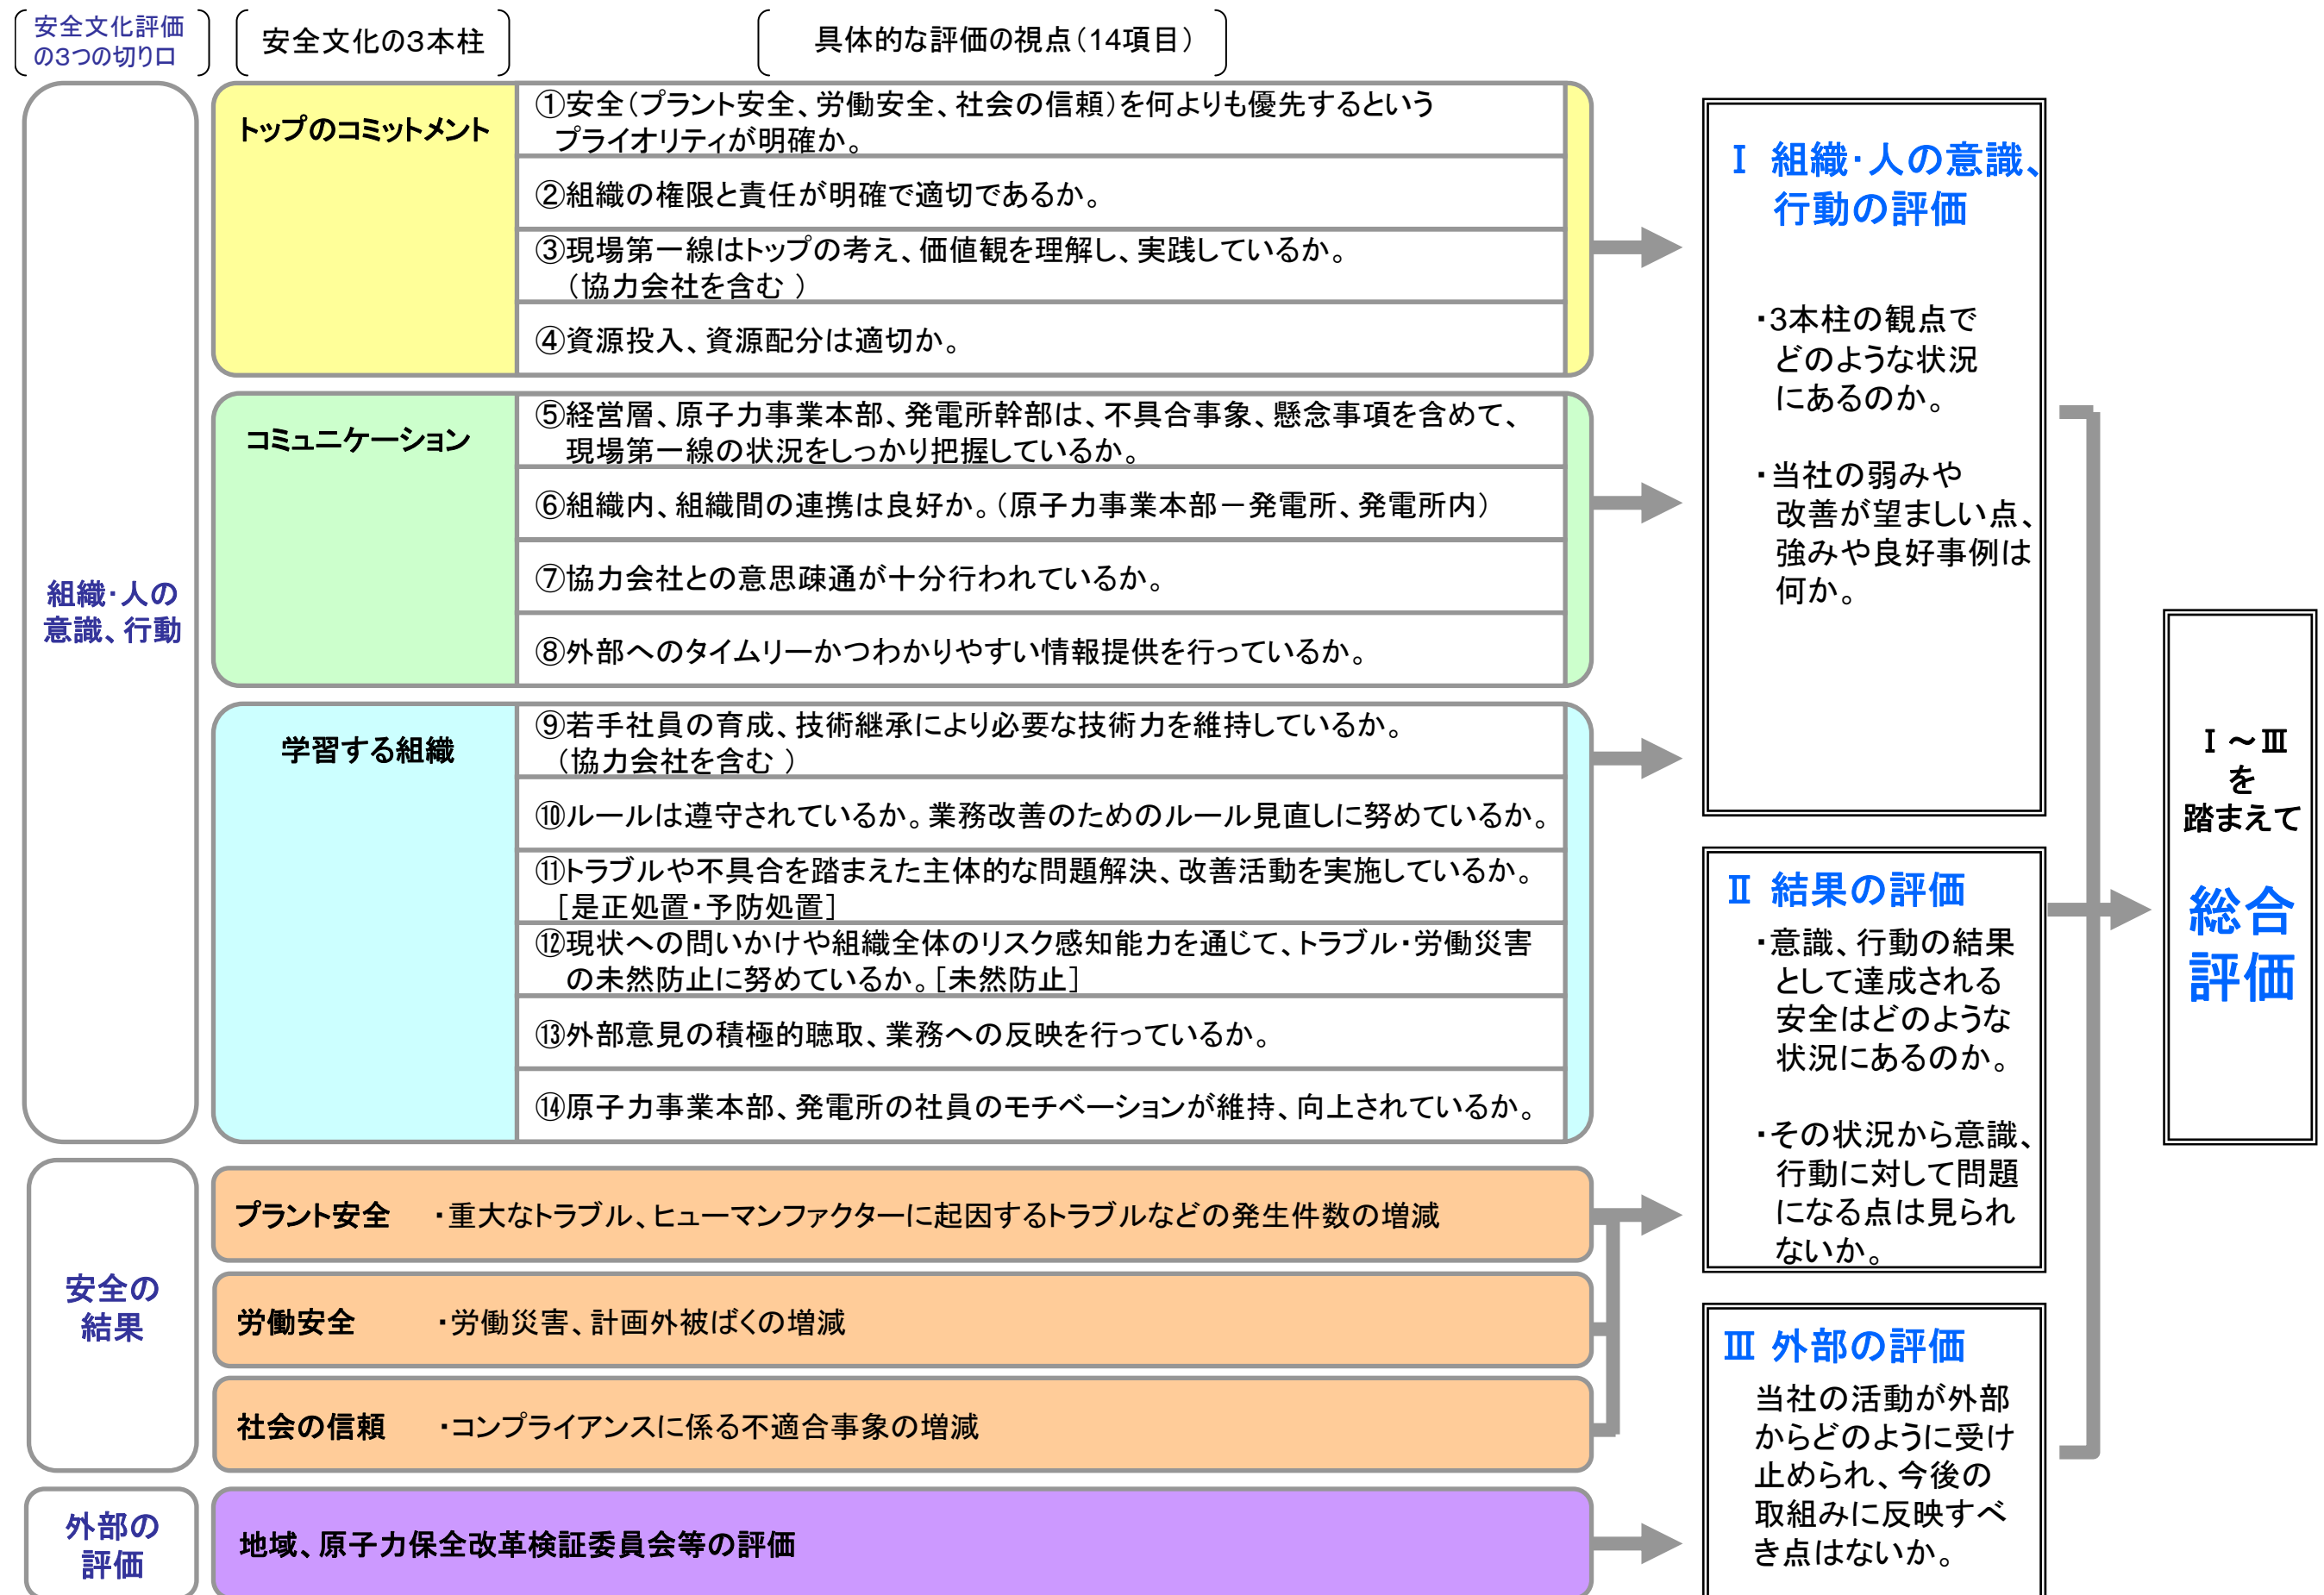 安全文化評価
の3つの切り口
安全文化の3本柱
具体的な評価の視点(14項目)
組織・人の
意識、行動
トップのコミットメント
①安全(プラント安全、労働安全、社会の信頼)を何よりも優先するという
プライオリティが明確か。
②組織の権限と責任が明確で適切であるか。
③現場第一線はトップの考え、価値観を理解し、実践しているか。
(協力会社を含む )
④資源投入、資源配分は適切か。
コミュニケーション
⑤経営層、原子力事業本部、発電所幹部は、不具合事象、懸念事項を含めて、
現場第一線の状況をしっかり把握しているか。
⑥組織内、組織間の連携は良好か。(原子力事業本部-発電所、発電所内)
⑦協力会社との意思疎通が十分行われているか。
⑧外部へのタイムリーかつわかりやすい情報提供を行っているか。
学習する組織
⑨若手社員の育成、技術継承により必要な技術力を維持しているか。
(協力会社を含む )
⑩ルールは遵守されているか。業務改善のためのルール見直しに努めているか。
⑪トラブルや不具合を踏まえた主体的な問題解決、改善活動を実施しているか。
[是正処置・予防処置]
⑫現状への問いかけや組織全体のリスク感知能力を通じて、トラブル・労働災害
の未然防止に努めているか。[未然防止]
⑬外部意見の積極的聴取、業務への反映を行っているか。
⑭原子力事業本部、発電所の社員のモチベーションが維持、向上されているか。
安全の
結果
プラント安全 ・重大なトラブル、ヒューマンファクターに起因するトラブルなどの発生件数の増減
労働安全 ・労働災害、計画外被ばくの増減
社会の信頼 ・コンプライアンスに係る不適合事象の増減
外部の
評価
地域、原子力保全改革検証委員会等の評価
Ⅰ 組織・人の意識、
行動の評価
・3本柱の観点で
どのような状況
にあるのか。
・当社の弱みや
改善が望ましい点、
強みや良好事例は
何か。
Ⅱ 結果の評価
・意識、行動の結果
として達成される
安全はどのような
状況にあるのか。
・その状況から意識、
行動に対して問題
になる点は見られ
ないか。
Ⅲ 外部の評価
当社の活動が外部
からどのように受け
止められ、今後の
取組みに反映すべ
き点はないか。
Ⅰ～Ⅲ
を
踏まえて
総合
評価